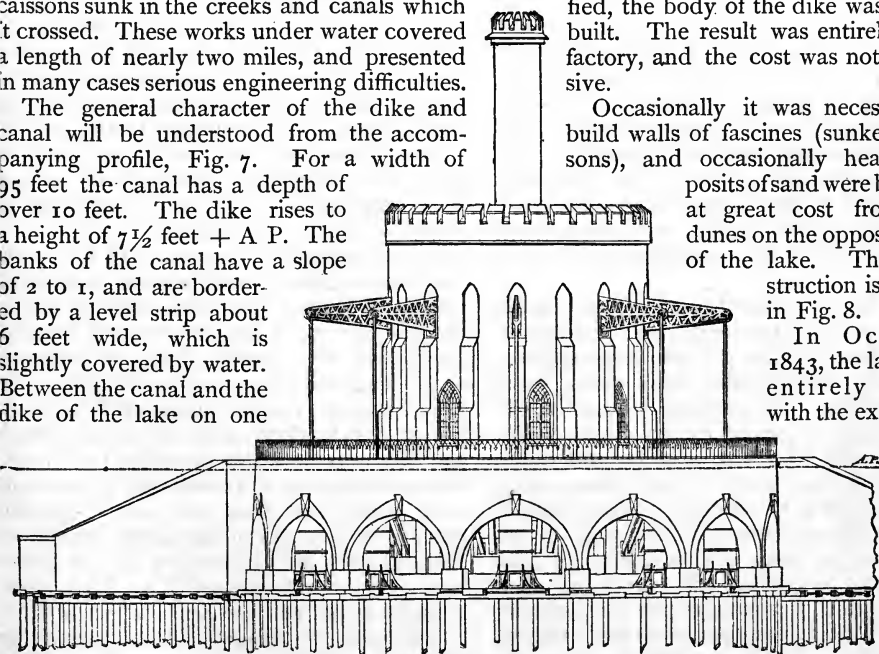 caissons sunk in the creeks and canals which
it crossed. These works under water covered
a length of nearly two miles, and presented
in many cases serious engineering difficulties.
The general character of the dike and
canal will be understood from the accom-
panying profile, Fig. 7. For a width of
95 feet the canal has a depth of
over 10 feet. The dike rises to
a height of 7½ feet + A P. The
banks of the canal have a slope
of 2 to 1, and are border-
ed by a level strip about
6 feet wide, which is
slightly covered by water.
Between the canal and the
dike of the lake on one
fied, the body of the dike was
built. The result was entirel
factory, and the cost was not
sive.
Occasionally it was neces
build walls of fascines (sunke
sons), and occasionally hea
posits of sand were b
at great cost fro
dunes on the oppos
of the lake. Th
struction is
in Fig. 8.
In Oc
1843, the la
entirely
with the ex